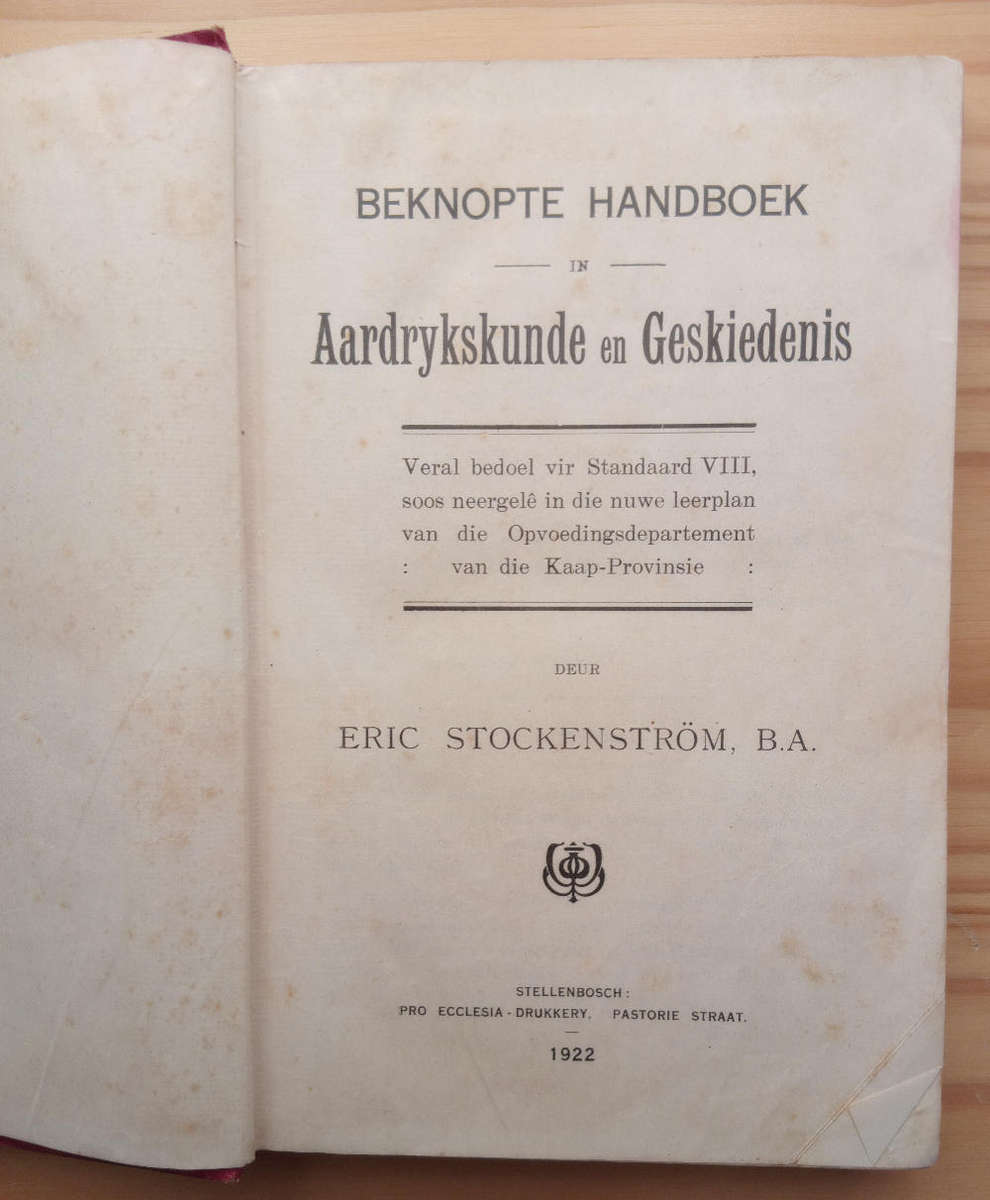 BEKNOPTE HANDBOEK
IN
Aardrykskunde en Geskiedenis
Veral bedoel vir Standaard VIII,
soos neergelê in die nuwe leerplan
van die Opvoedingsdepartement
: van die Kaap-Provinsie :
DEUR
ERIC STOCKENSTRÖM, B.A.
STELLENBOSCH:
PRO ECCLESIA-DRUKKERY, PASTORIE STRAAT.
1922